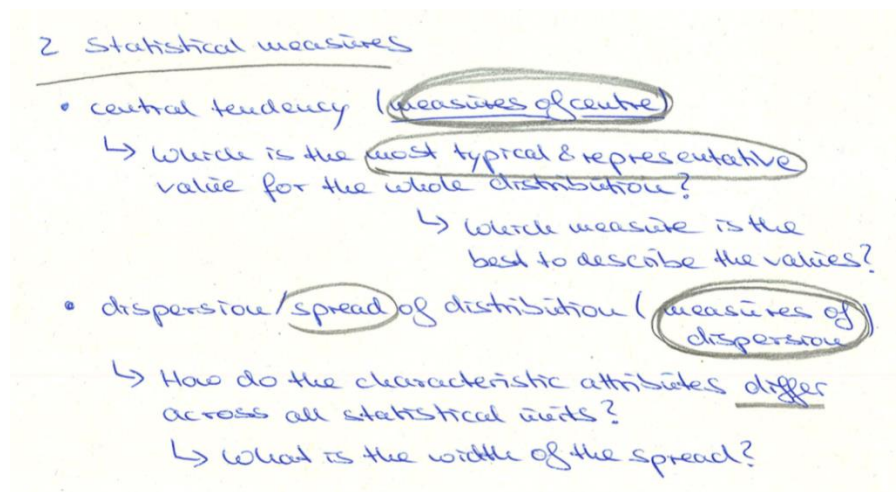 2 Statistical measures
• central tendency (measures of centre)
↳ Which is the most typical & representative
value for the whole distribution?
↳ Which measure is the
best to describe the values?
• dispersion/spread of distribution (measures of
dispersion)
↳ How do the characteristic attributes differ
across all statistical units?
↳ What is the width of the spread?